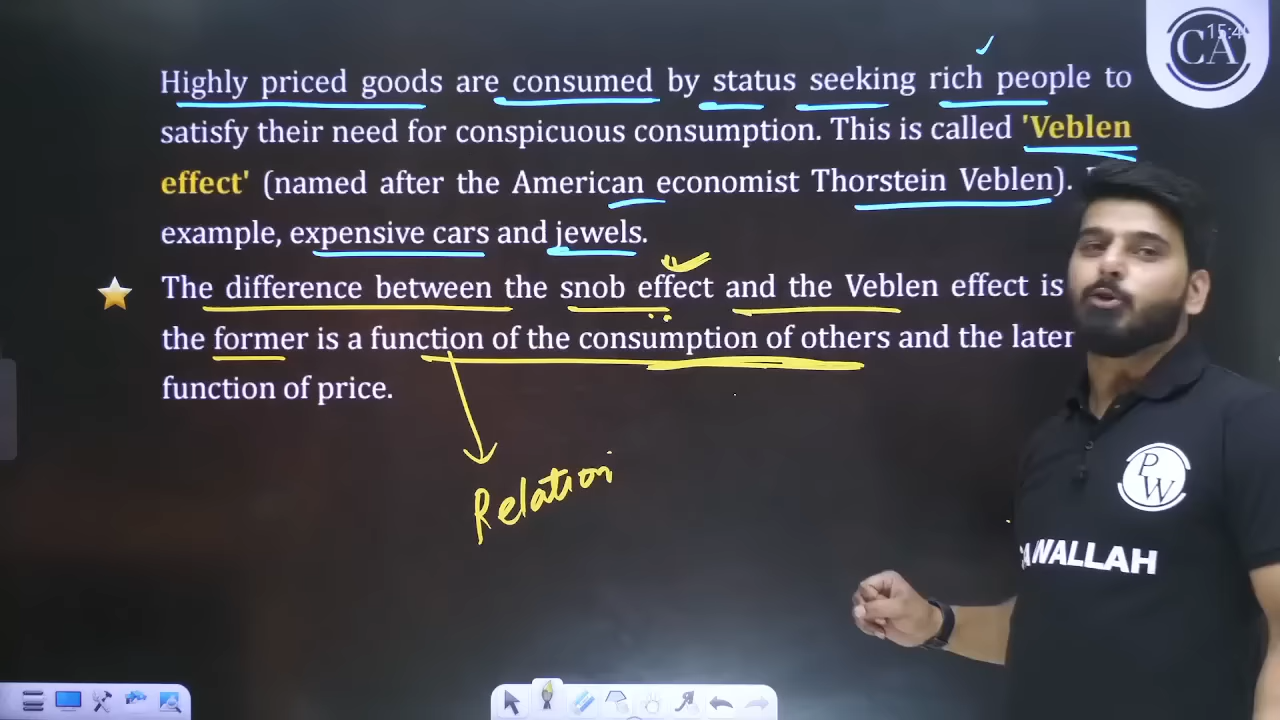 15:4
CA
Highly priced goods are consumed by status seeking rich people to
satisfy their need for conspicuous consumption. This is called 'Veblen
effect' (named after the American economist Thorstein Veblen).
example, expensive cars and jewels.
The difference between the snob effect and the Veblen effect is
the former is a function of the consumption of others and the later
function of price.
Relation
PW
CAWALLAH